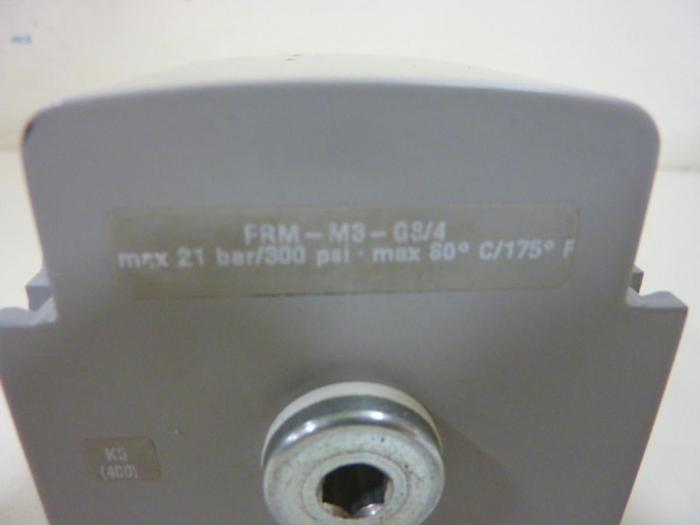 FRM-M3-G3/4
max 21 bar/300 psi · max 80° C/175° F
K3
(400)